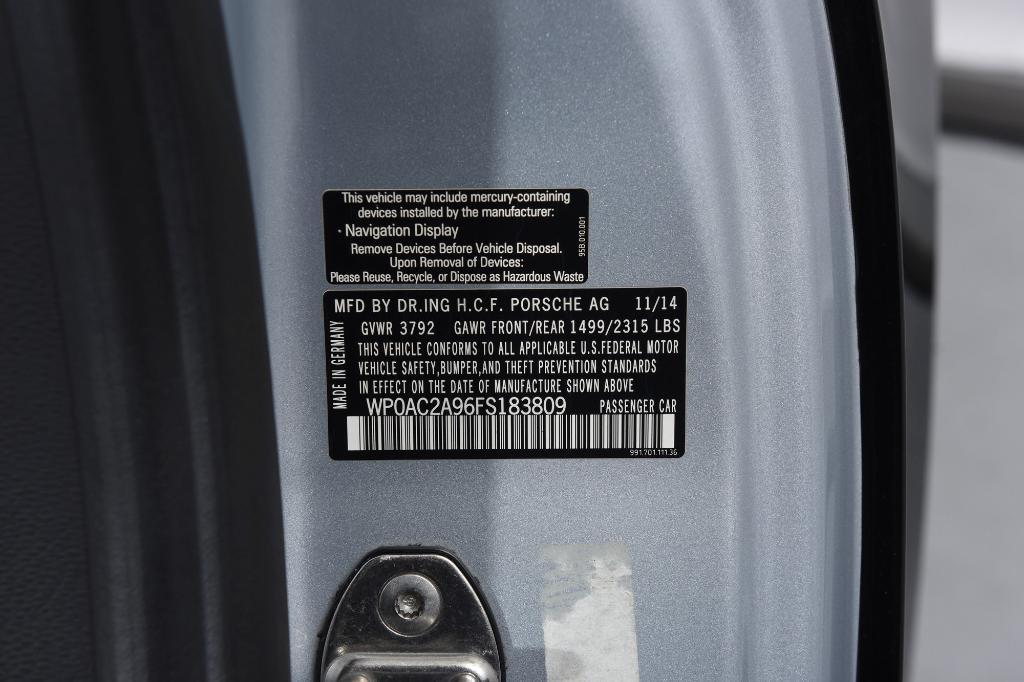 This vehicle may include mercury-containing
devices installed by the manufacturer:
· Navigation Display
Remove Devices Before Vehicle Disposal.
Upon Removal of Devices:
Please Reuse, Recycle, or Dispose as Hazardous Waste
95B.010.001
MFD BY DR.ING H.C.F. PORSCHE AG 11/14
GVWR 3792 GAWR FRONT/REAR 1499/2315 LBS
THIS VEHICLE CONFORMS TO ALL APPLICABLE U.S.FEDERAL MOTOR
VEHICLE SAFETY,BUMPER,AND THEFT PREVENTION STANDARDS
IN EFFECT ON THE DATE OF MANUFACTURE SHOWN ABOVE
WP0AC2A96FS183809 PASSENGER CAR
MADE IN GERMANY
991.701.111.36